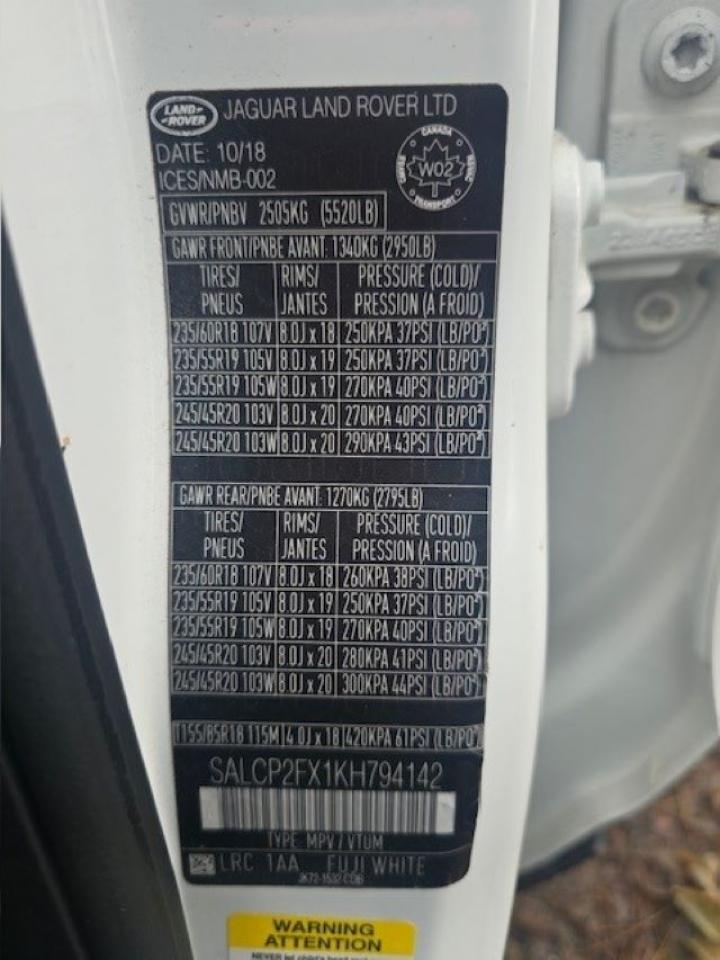 LAND-
-ROVER
JAGUAR LAND ROVER LTD
DATE: 10/18
ICES/NMB-002
CANADA
W02
TRANSPORT
GVWR/PNBV 2505KG (5520LB)
GAWR FRONT/PNBE AVANT: 1340KG (2950LB)
TIRES/ RIMS/ PRESSURE (COLD)/
PNEUS JANTES PRESSION (A FROID)
235/60R18 107V 8.0J x 18 250KPA 37PSI (LB/PO²)
235/55R19 105V 8.0J x 19 250KPA 37PSI (LB/PO²)
235/55R19 105W 8.0J x 19 270KPA 40PSI (LB/PO²)
245/45R20 103V 8.0J x 20 270KPA 40PSI (LB/PO²)
245/45R20 103W 8.0J x 20 290KPA 43PSI (LB/PO²)
GAWR REAR/PNBE AVANT: 1270KG (2795LB)
TIRES/ RIMS/ PRESSURE (COLD)/
PNEUS JANTES PRESSION (A FROID)
235/60R18 107V 8.0J x 18 260KPA 38PSI (LB/PO²)
235/55R19 105V 8.0J x 19 250KPA 37PSI (LB/PO²)
235/55R19 105W 8.0J x 19 270KPA 40PSI (LB/PO²)
245/45R20 103V 8.0J x 20 280KPA 41PSI (LB/PO²)
245/45R20 103W 8.0J x 20 300KPA 44PSI (LB/PO²)
T155/85R18 115M 4.0J x 18 420KPA 61PSI (LB/PO²)
SALCP2FX1KH794142
TYPE: MPV / VTUM
LRC 1AA FUJI WHITE
WARNING
ATTENTION